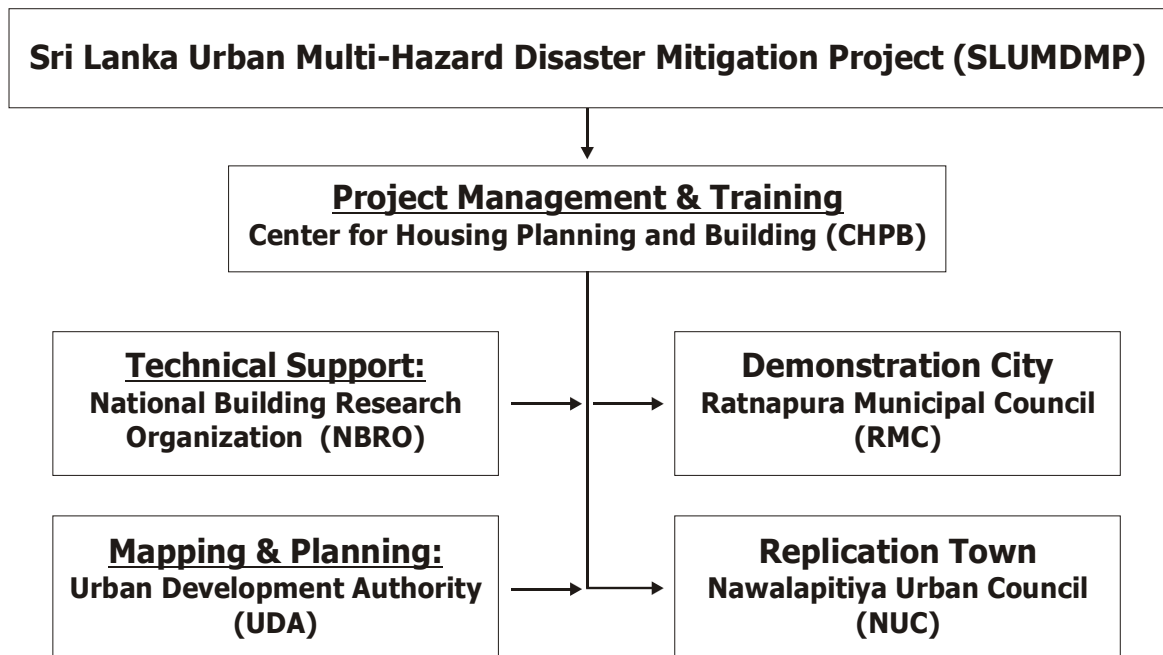 Sri Lanka Urban Multi-Hazard Disaster Mitigation Project (SLUMDMP)
Project Management & Training
Center for Housing Planning and Building (CHPB)
Technical Support:
National Building Research
Organization (NBRO)
Demonstration City
Ratnapura Municipal Council
(RMC)
Mapping & Planning:
Urban Development Authority
(UDA)
Replication Town
Nawalapitiya Urban Council
(NUC)